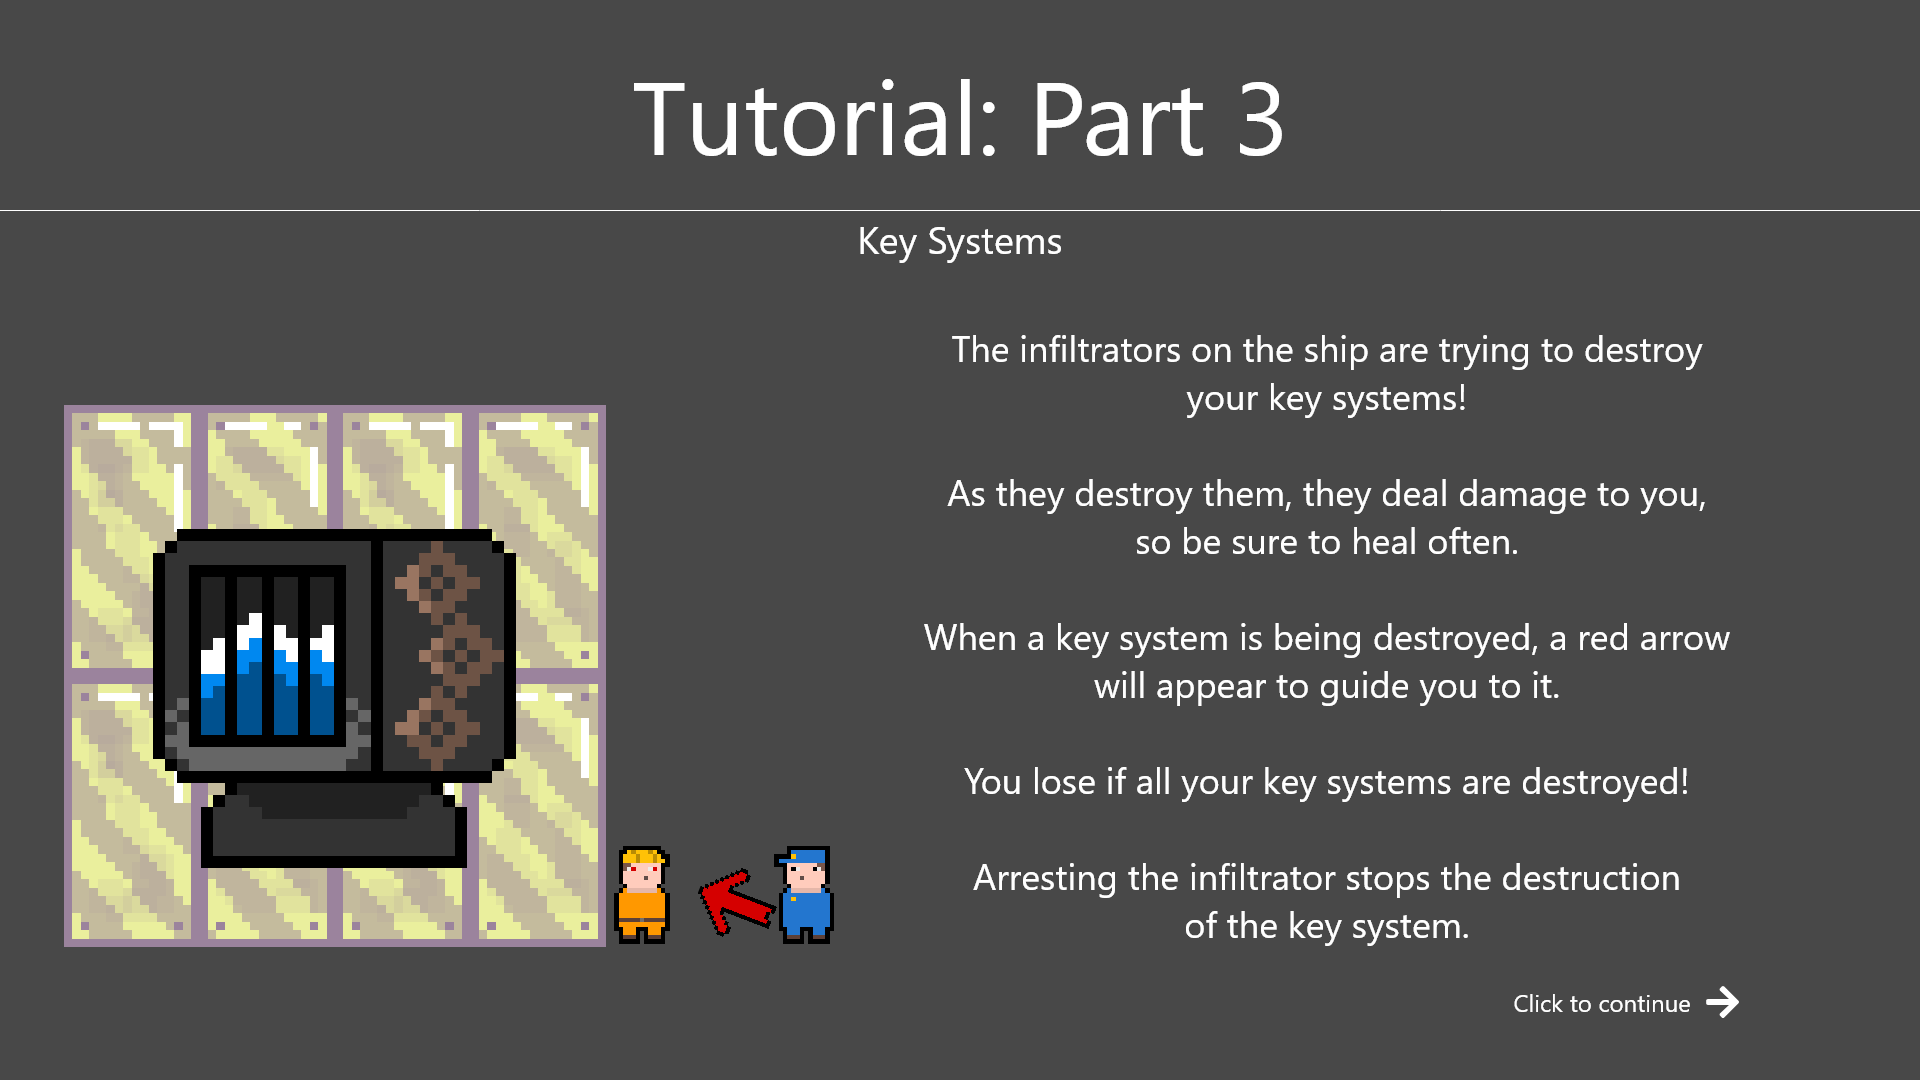 Tutorial: Part 3
Key Systems
The infiltrators on the ship are trying to destroy
your key systems!
As they destroy them, they deal damage to you,
so be sure to heal often.
When a key system is being destroyed, a red arrow
will appear to guide you to it.
You lose if all your key systems are destroyed!
Arresting the infiltrator stops the destruction
of the key system.
Click to continue